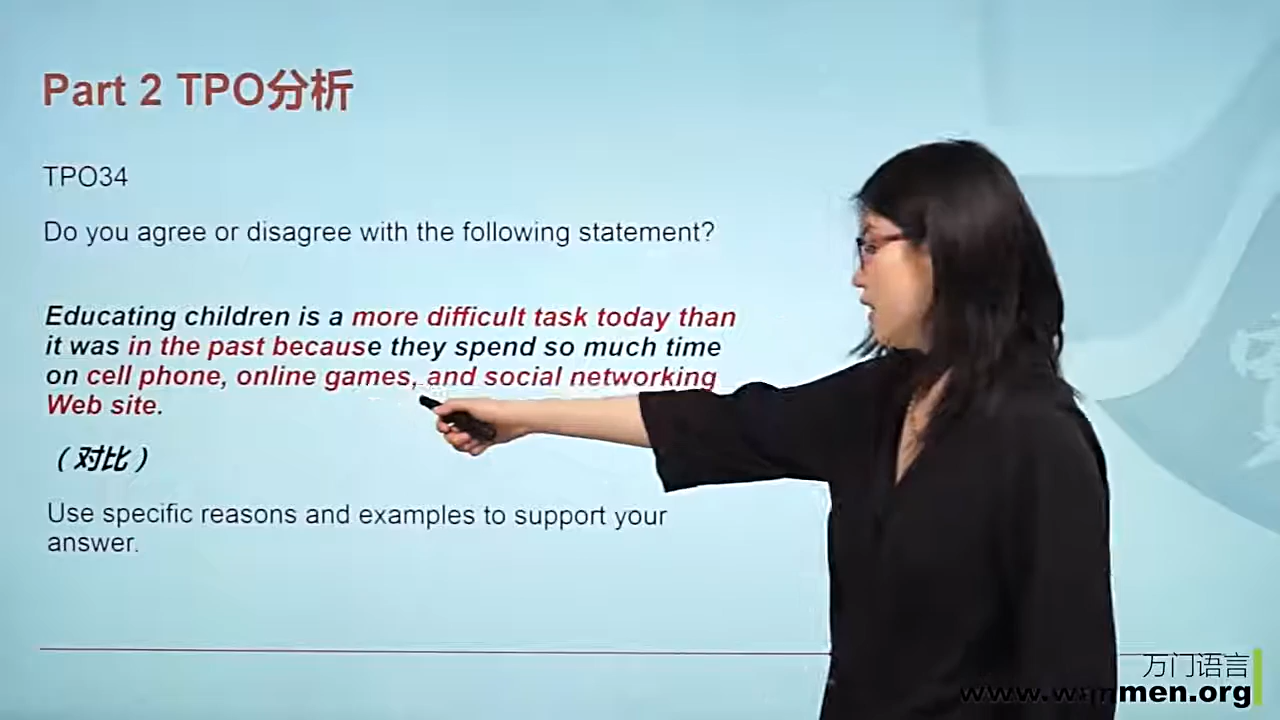 Part 2 TPO分析
TPO34
Do you agree or disagree with the following statement?
Educating children is a more difficult task today than
it was in the past because they spend so much time
on cell phone, online games, and social networking
Web site.
（对比）
Use specific reasons and examples to support your
answer.
万门语言
www.wanmen.org